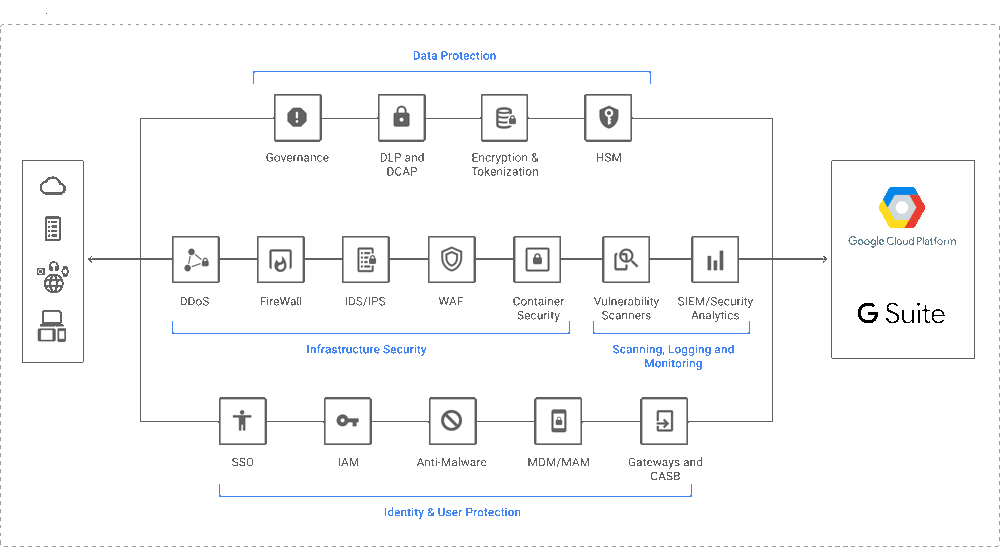 Data Protection
Governance
DLP and
DCAP
Encryption &
Tokenization
HSM
Google Cloud Platform
G Suite
DDoS
FireWall
IDS/IPS
WAF
Container
Security
Vulnerability
Scanners
SIEM/Security
Analytics
Infrastructure Security
Scanning, Logging and
Monitoring
SSO
IAM
Anti-Malware
MDM/MAM
Gateways and
CASB
Identity & User Protection